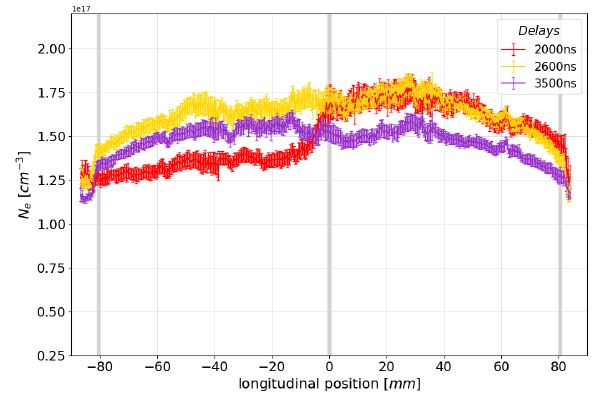 1e17
Delays
2000ns
2600ns
3500ns
2.00
1.75
1.50
1.25
1.00
0.75
0.50
0.25
N_e [cm^{-3}]
−80 −60 −40 −20 0 20 40 60 80
longitudinal position [mm]